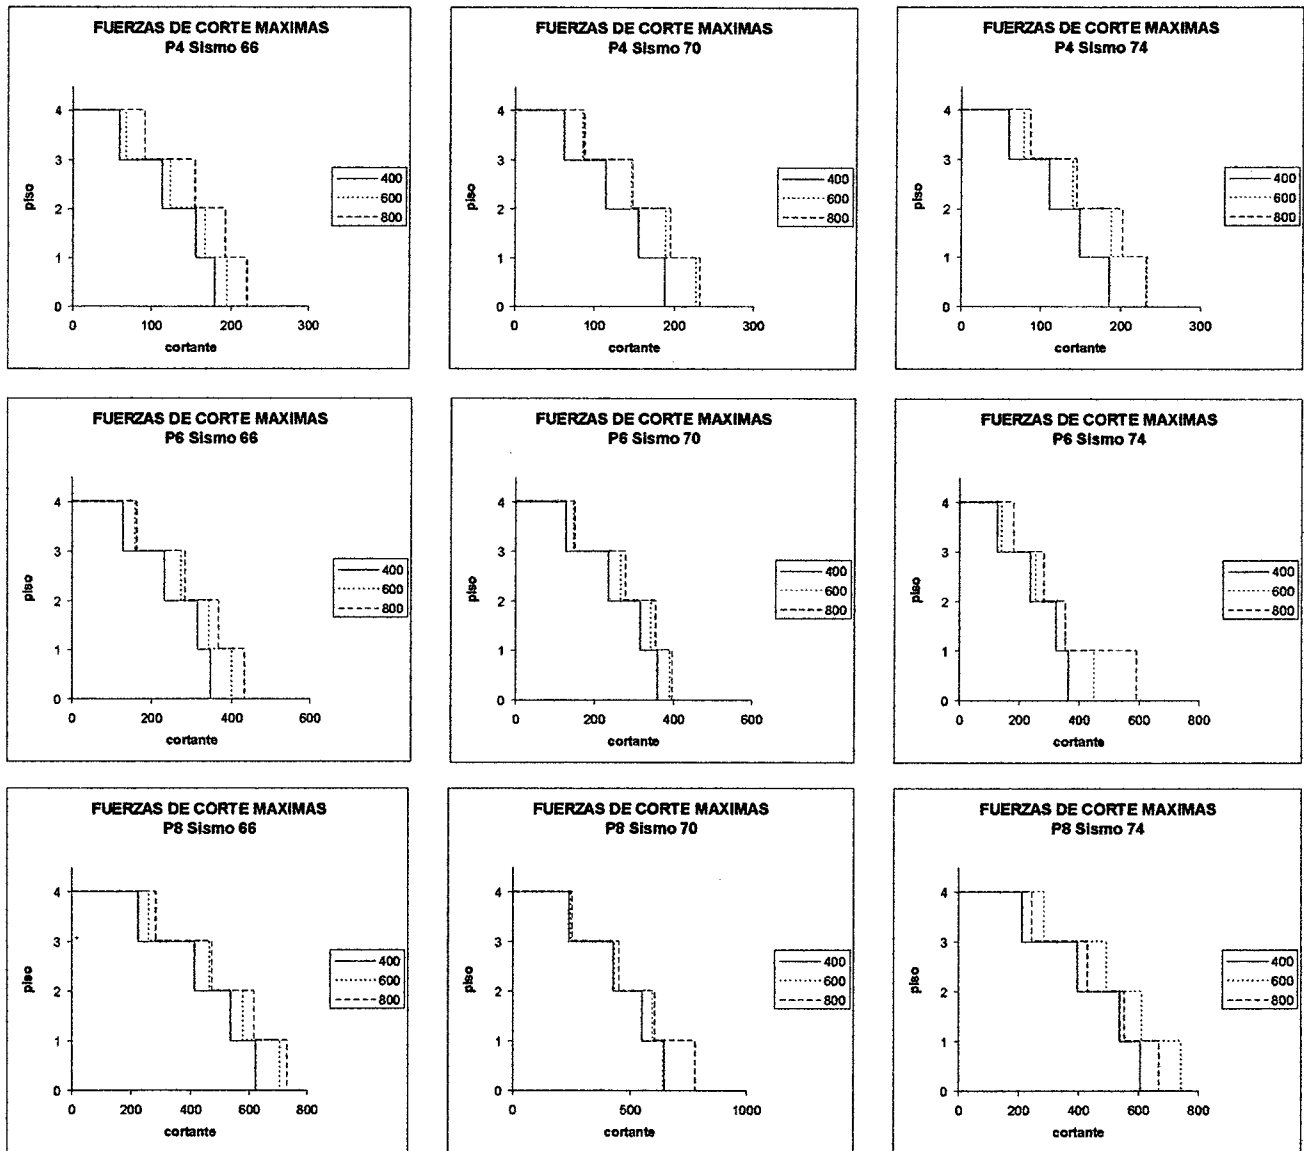 FUERZAS DE CORTE MAXIMAS
P4 Sismo 66
4
3
2
1
0
piso
0 100 200 300
cortante
400
600
800
FUERZAS DE CORTE MAXIMAS
P4 Sismo 70
4
3
2
1
0
piso
0 100 200 300
cortante
400
600
800
FUERZAS DE CORTE MAXIMAS
P4 Sismo 74
4
3
2
1
0
piso
0 100 200 300
cortante
400
600
800
FUERZAS DE CORTE MAXIMAS
P6 Sismo 66
4
3
2
1
0
piso
0 200 400 600
cortante
400
600
800
FUERZAS DE CORTE MAXIMAS
P6 Sismo 70
4
3
2
1
0
piso
0 200 400 600
cortante
400
600
800
FUERZAS DE CORTE MAXIMAS
P6 Sismo 74
4
3
2
1
0
piso
0 200 400 600 800
cortante
400
600
800
FUERZAS DE CORTE MAXIMAS
P8 Sismo 66
4
3
2
1
0
piso
0 200 400 600 800
cortante
400
600
800
FUERZAS DE CORTE MAXIMAS
P8 Sismo 70
4
3
2
1
0
piso
0 500 1000
cortante
400
600
800
FUERZAS DE CORTE MAXIMAS
P8 Sismo 74
4
3
2
1
0
piso
0 200 400 600 800
cortante
400
600
800